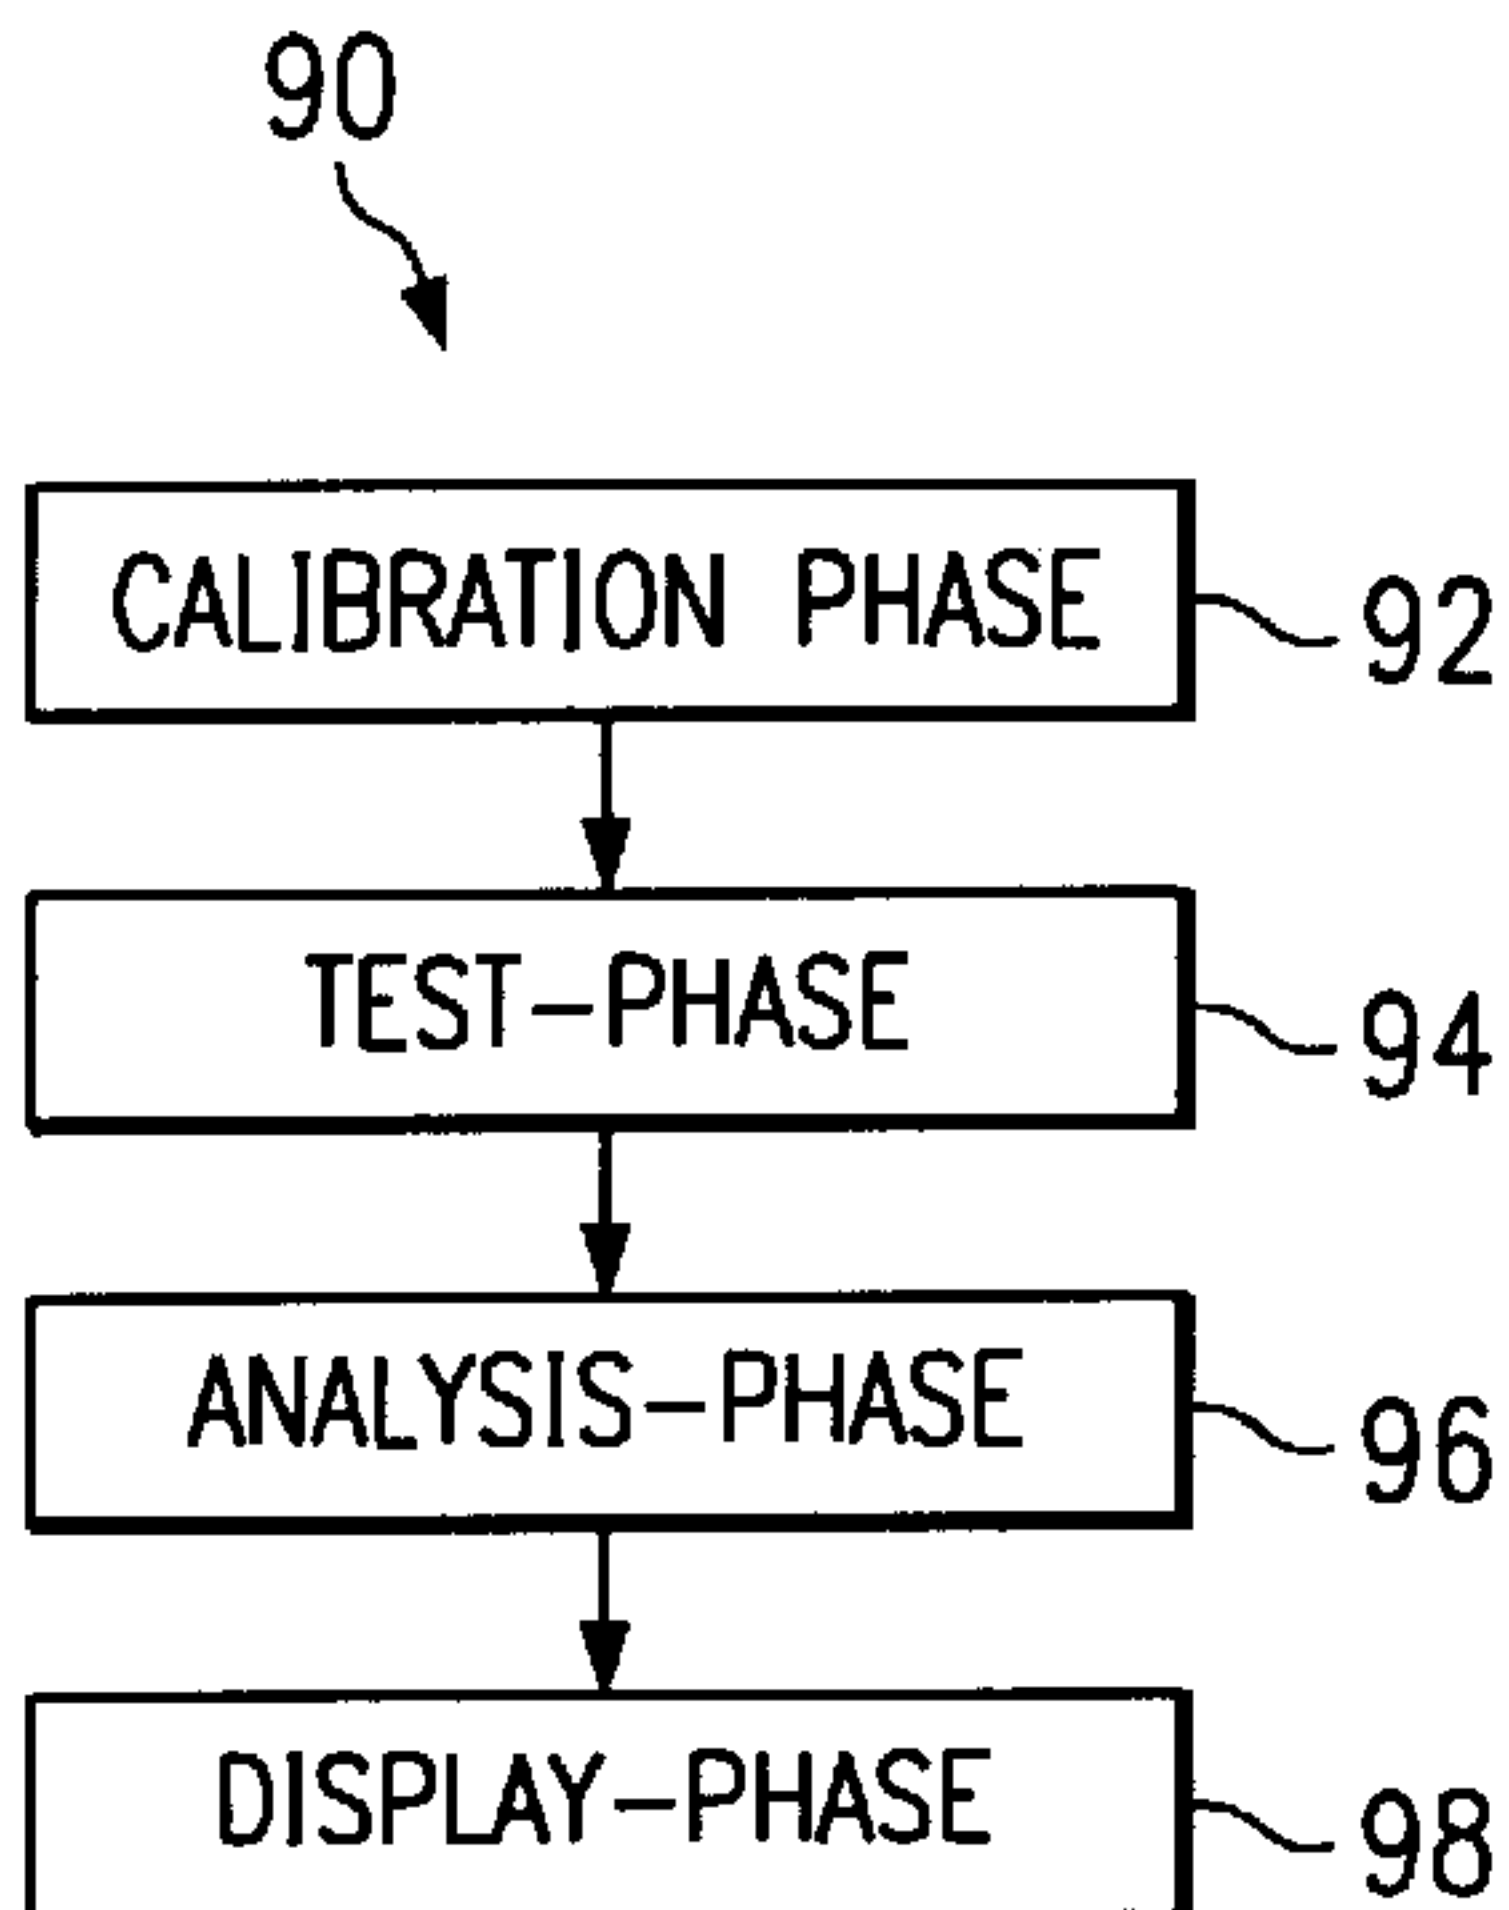 90
CALIBRATION PHASE
92
TEST-PHASE
94
ANALYSIS-PHASE
96
DISPLAY-PHASE
98